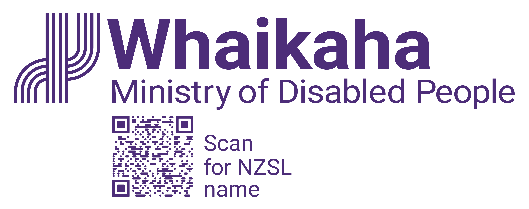 Whaikaha
Ministry of Disabled People
Scan
for NZSL
name